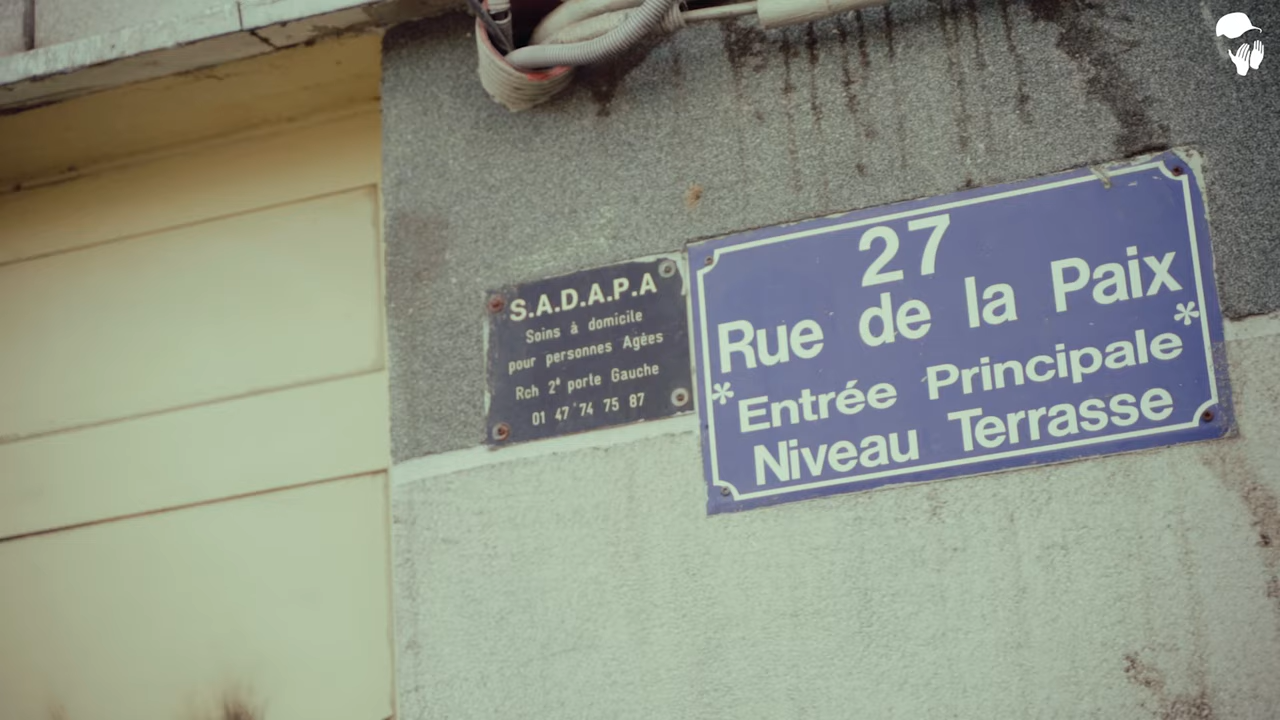 S.A.D.A.P.A
Soins à domicile
pour personnes Agées
Rch 2ᵉ porte Gauche
01 47 74 75 87
27
Rue de la Paix
* Entrée Principale *
Niveau Terrasse